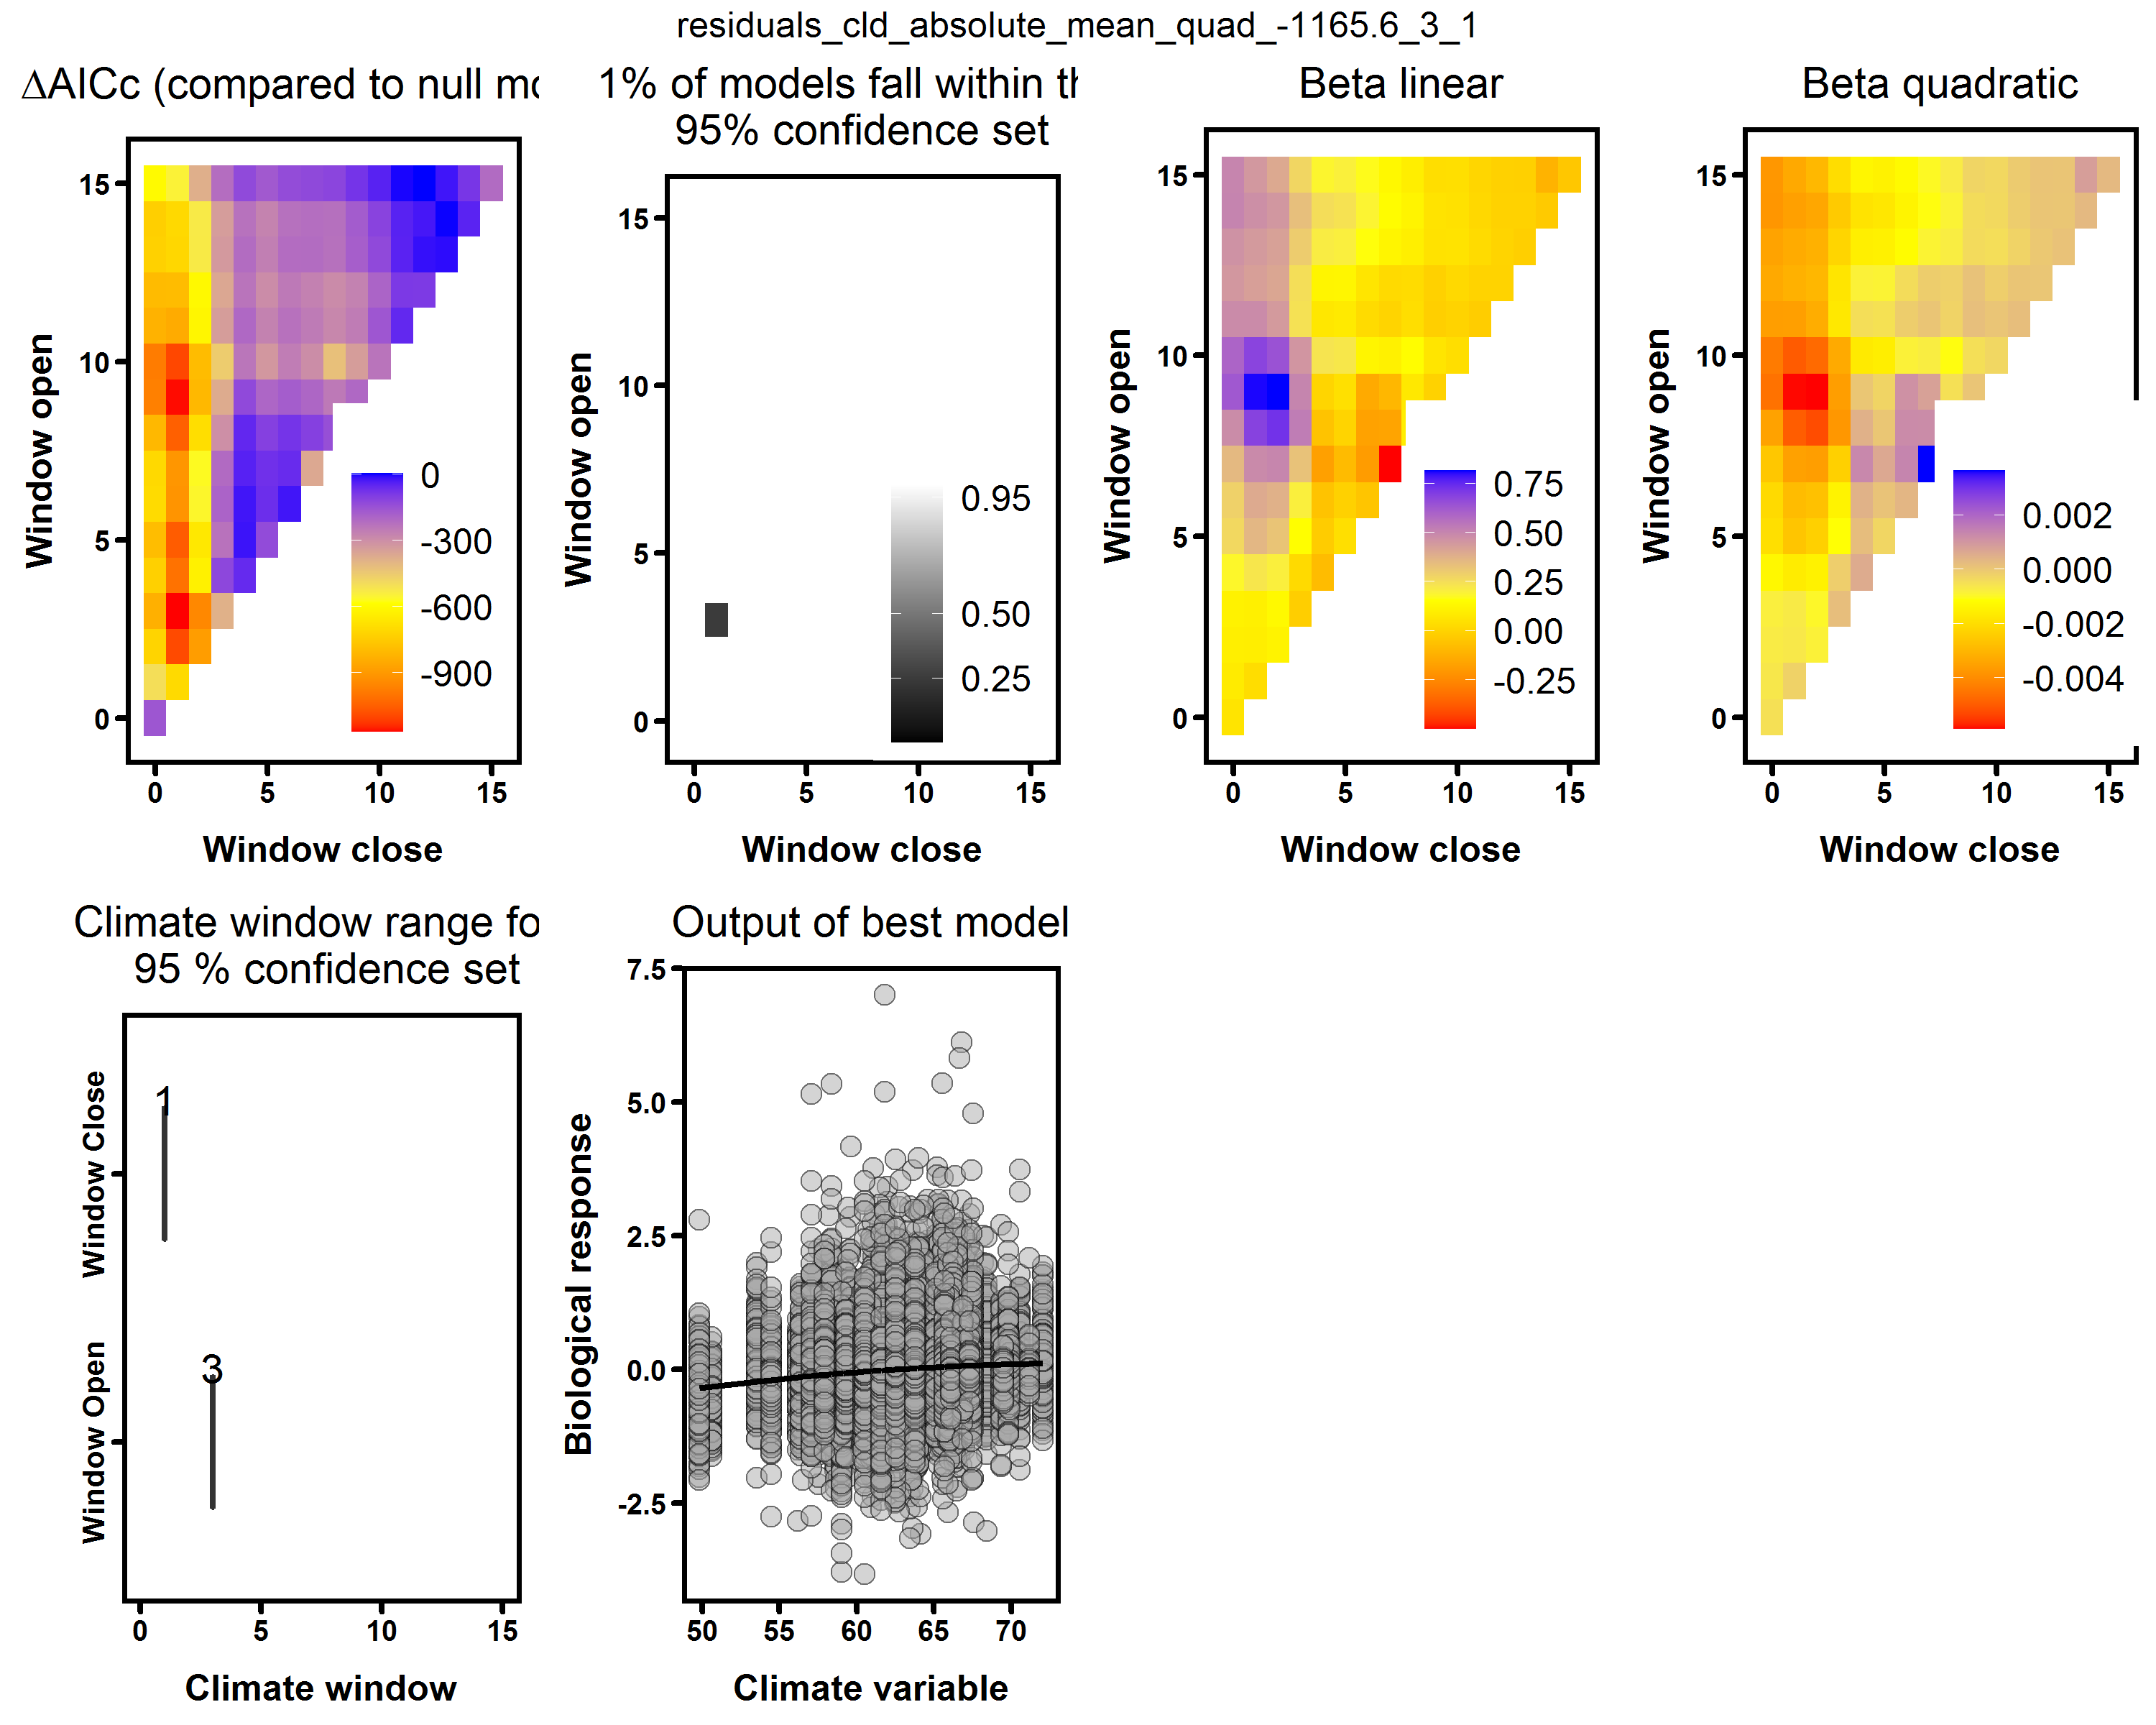 residuals_cld_absolute_mean_quad_-1165.6_3_1
ΔAICc (compared to null mo
Window open
15
10
5
0
0
-300
-600
-900
0 5 10 15
Window close
1% of models fall within th
95% confidence set
Window open
15
10
5
0
0.95
0.50
0.25
0 5 10 15
Window close
Beta linear
Window open
15
10
5
0
0.75
0.50
0.25
0.00
-0.25
0 5 10 15
Window close
Beta quadratic
Window open
15
10
5
0
0.002
0.000
-0.002
-0.004
0 5 10 15
Window close
Climate window range fo
95 % confidence set
Window Close
Window Open
1
3
0 5 10 15
Climate window
Output of best model
Biological response
7.5
5.0
2.5
0.0
-2.5
50 55 60 65 70
Climate variable